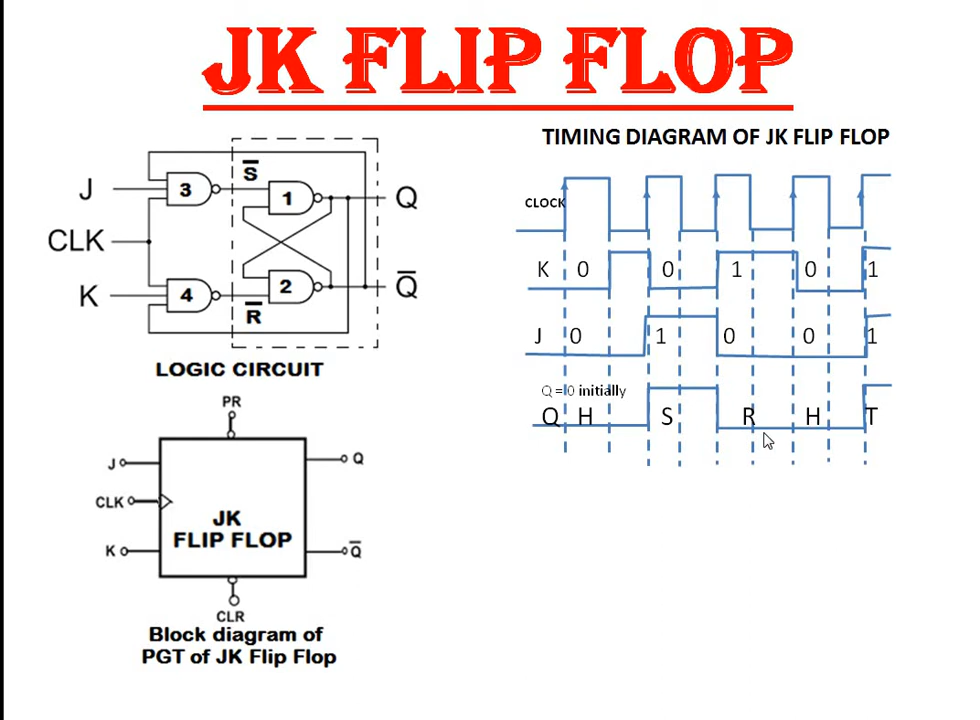 JK FLIP FLOP
J
CLK
K
3
4
S̅
R̅
1
2
Q
Q̅
LOGIC CIRCUIT
PR
J
CLK
K
JK
FLIP FLOP
Q
Q̅
CLR
Block diagram of
PGT of JK Flip Flop
TIMING DIAGRAM OF JK FLIP FLOP
CLOCK
K 0 0 1 0 1
J 0 1 0 0 1
Q = 0 initially
Q H S R H T